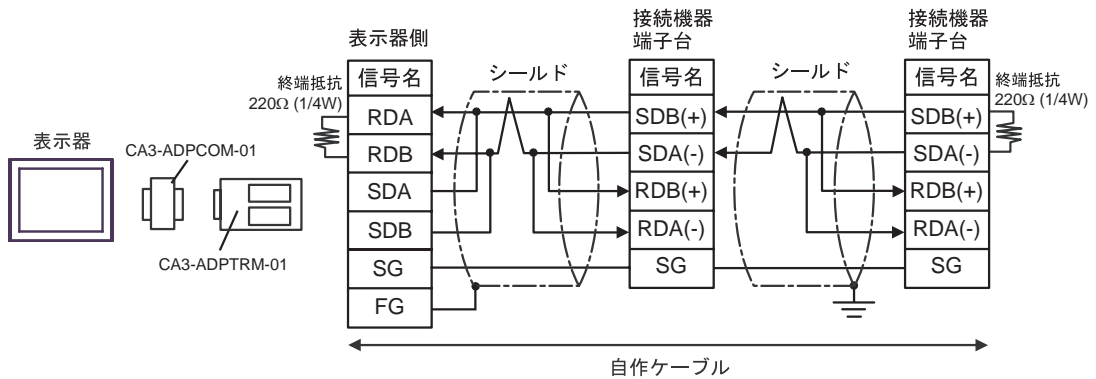 表示器
CA3-ADPCOM-01
CA3-ADPTRM-01
表示器側
終端抵抗
220Ω (1/4W)
信号名
RDA
RDB
SDA
SDB
SG
FG
シールド
接続機器
端子台
信号名
SDB(+)
SDA(-)
RDB(+)
RDA(-)
SG
シールド
接続機器
端子台
信号名
SDB(+)
SDA(-)
RDB(+)
RDA(-)
SG
終端抵抗
220Ω (1/4W)
自作ケーブル